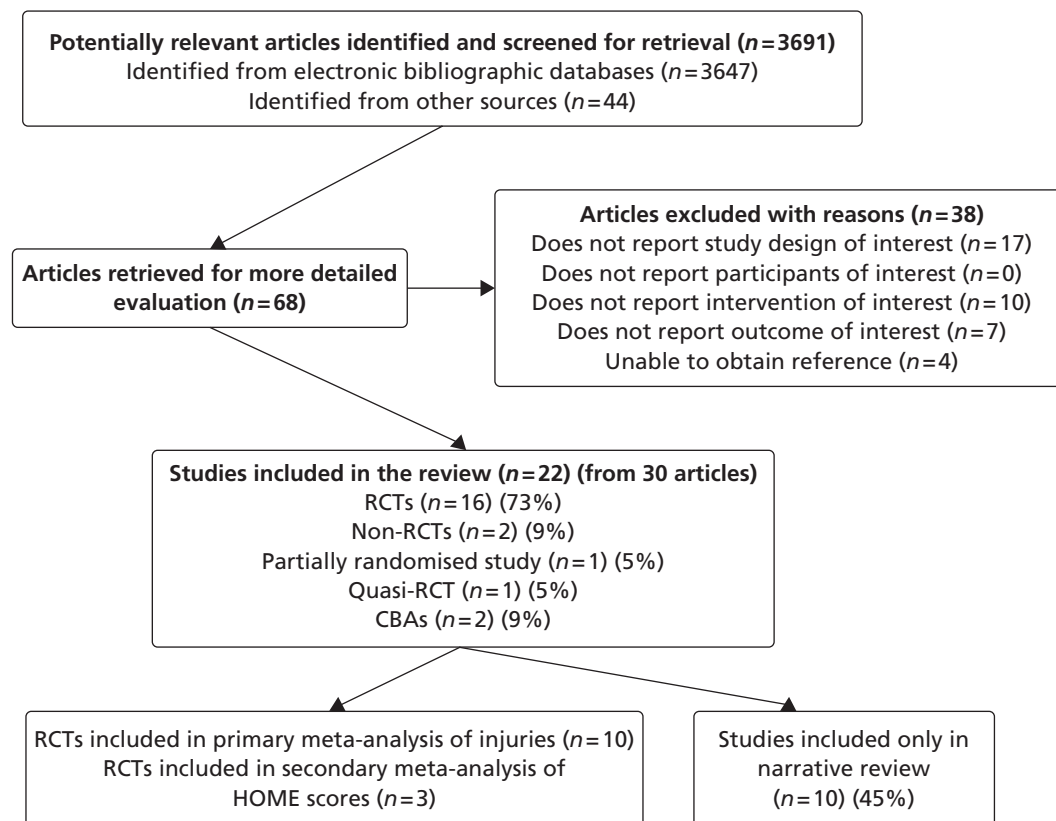 Potentially relevant articles identified and screened for retrieval (n=3691)
Identified from electronic bibliographic databases (n=3647)
Identified from other sources (n=44)
Articles excluded with reasons (n=38)
Does not report study design of interest (n=17)
Does not report participants of interest (n=0)
Does not report intervention of interest (n=10)
Does not report outcome of interest (n=7)
Unable to obtain reference (n=4)
Articles retrieved for more detailed
evaluation (n=68)
Studies included in the review (n=22) (from 30 articles)
RCTs (n=16) (73%)
Non-RCTs (n=2) (9%)
Partially randomised study (n=1) (5%)
Quasi-RCT (n=1) (5%)
CBAs (n=2) (9%)
RCTs included in primary meta-analysis of injuries (n=10)
RCTs included in secondary meta-analysis of
HOME scores (n=3)
Studies included only in
narrative review
(n=10) (45%)